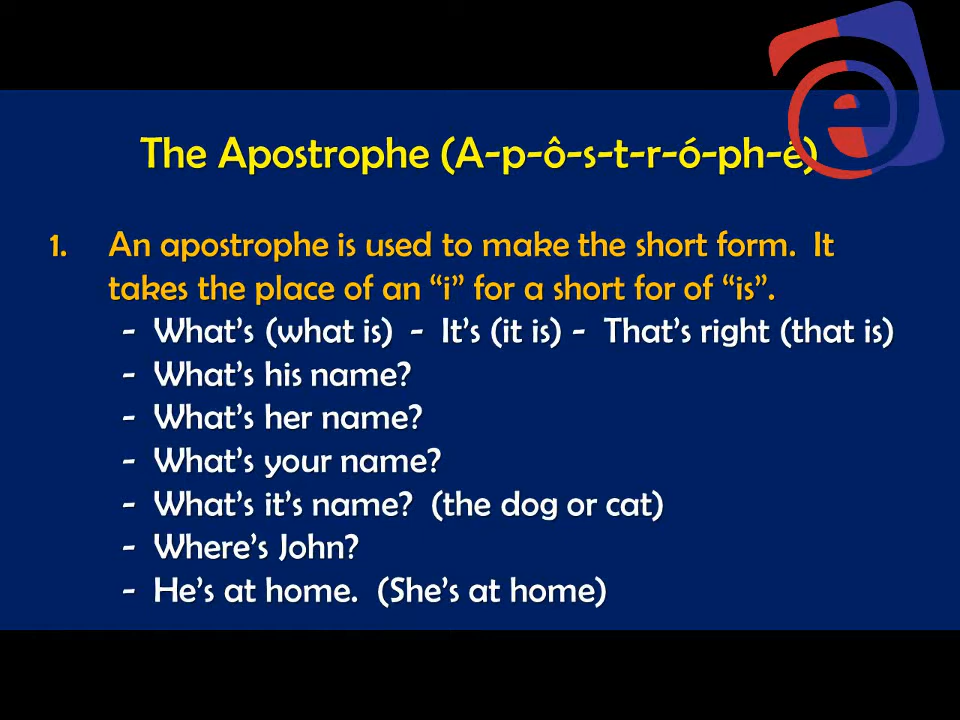 The Apostrophe (A-p-ô-s-t-r-ó-ph-ê)
1. An apostrophe is used to make the short form. It
takes the place of an “i” for a short for of “is”.
- What’s (what is) - It’s (it is) - That’s right (that is)
- What’s his name?
- What’s her name?
- What’s your name?
- What’s it’s name? (the dog or cat)
- Where’s John?
- He’s at home. (She’s at home)
e